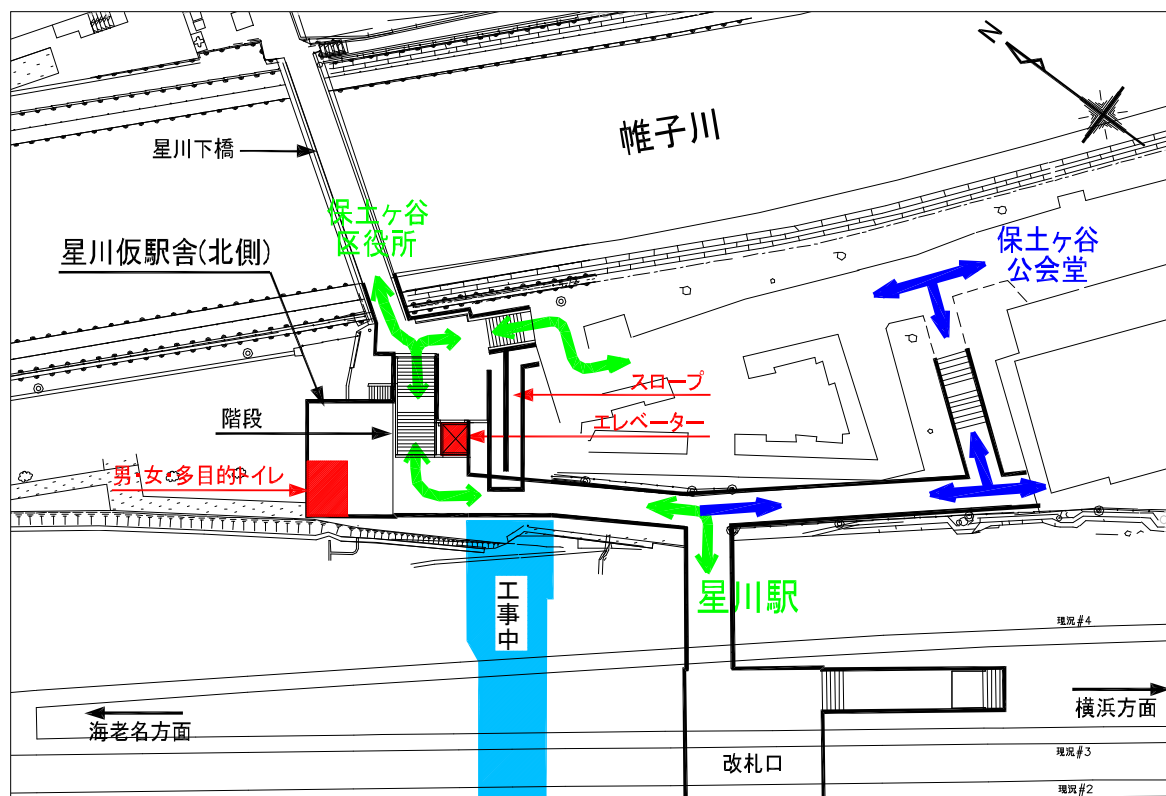 N
帷子川
星川下橋
保土ヶ谷
区役所
保土ヶ谷
公会堂
星川仮駅舎(北側)
スロープ
階段
エレベーター
男・女・多目的トイレ
工事中
星川駅
現況#4
海老名方面
横浜方面
改札口
現況#3
現況#2